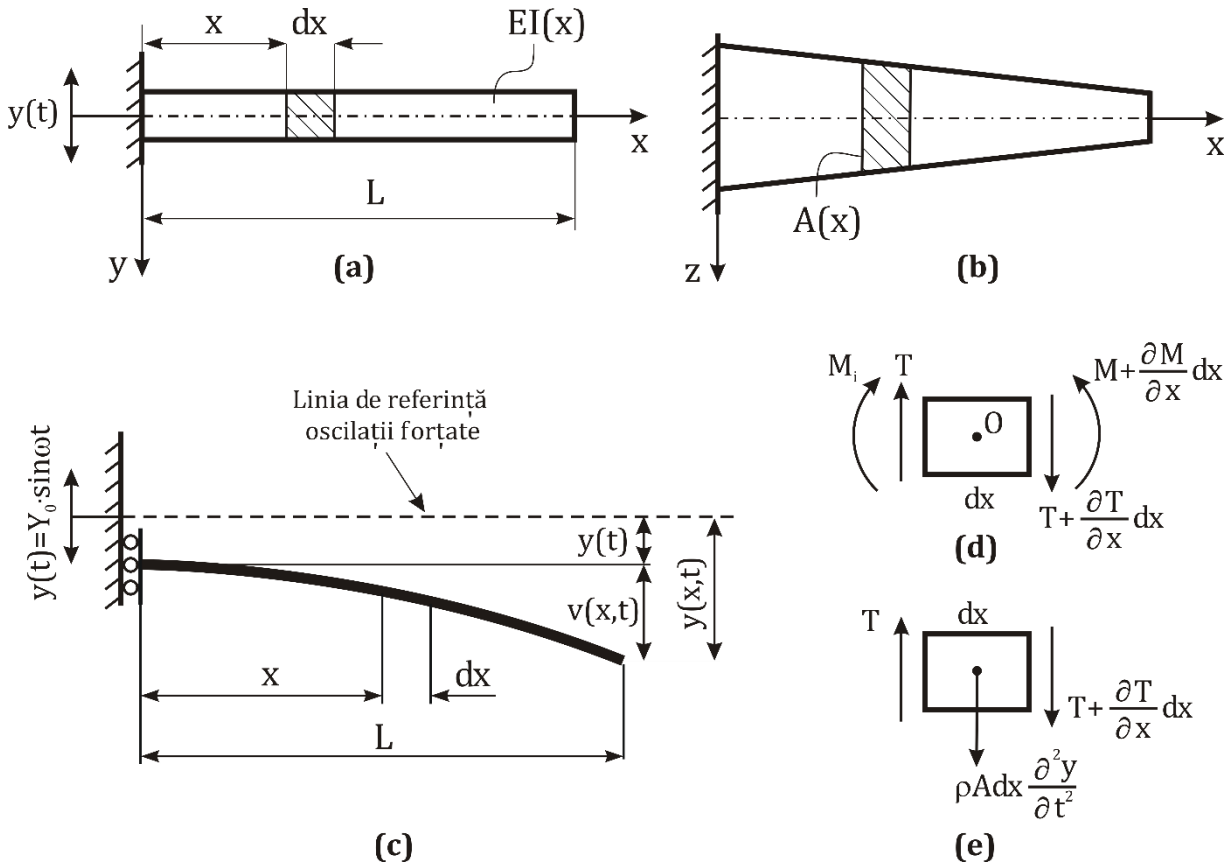 x
dx
EI(x)
y(t)
x
L
y
(a)
x
A(x)
z
(b)
Linia de referință
oscilații forțate
y(t)=Y₀·sinωt
y(t)
v(x,t)
y(x,t)
x
dx
L
(c)
Mᵢ
T
M+∂M/∂x dx
O
dx
T+∂T/∂x dx
(d)
T
dx
T+∂T/∂x dx
ρAdx ∂²y/∂t²
(e)